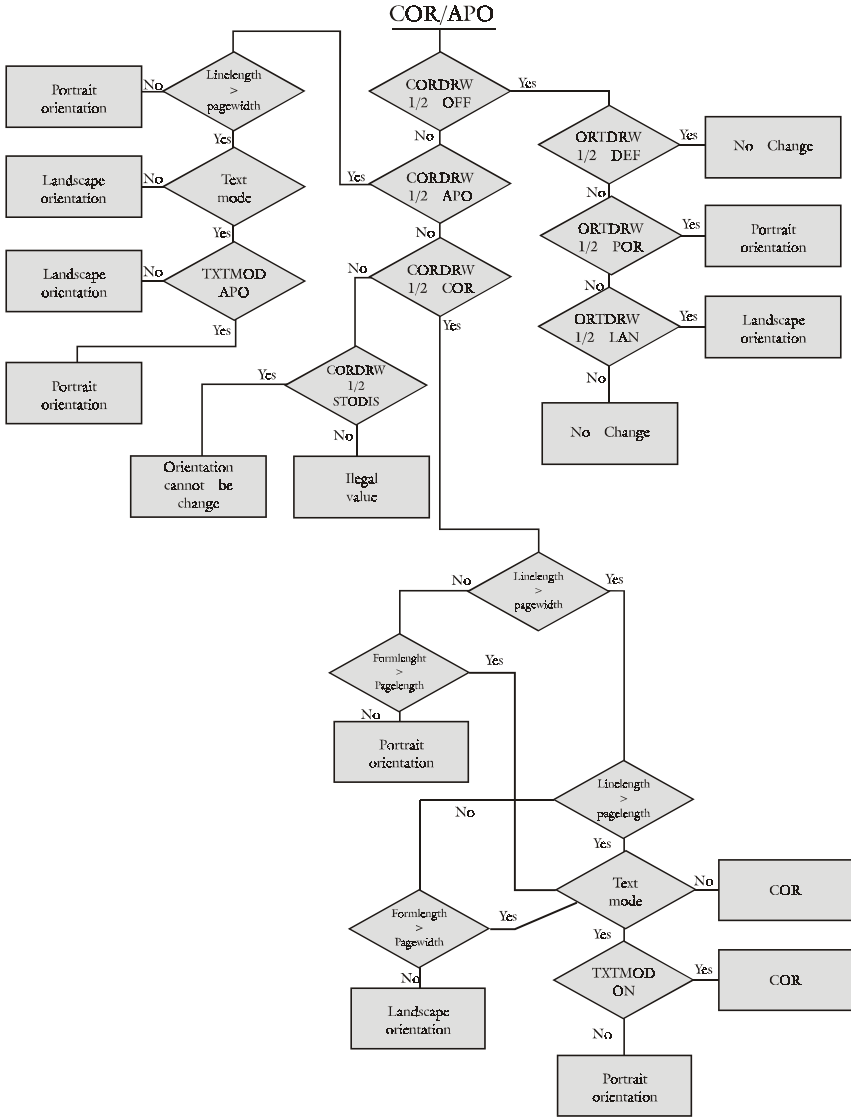 COR/APO
CORDRW
1/2 OFF
Yes
No
ORTDRW
1/2 DEF
Yes
No Change
No
ORTDRW
1/2 POR
Yes
Portrait
orientation
No
ORTDRW
1/2 LAN
Yes
Landscape
orientation
No
No Change
CORDRW
1/2 APO
Yes
No
Linelength
>
pagewidth
No
Portrait
orientation
Yes
Text
mode
No
Landscape
orientation
Yes
TXTMOD
APO
No
Landscape
orientation
Yes
Portrait
orientation
CORDRW
1/2 COR
No
Yes
CORDRW
1/2
STODIS
Yes
Orientation
cannot be
change
No
Ilegal
value
Linelength
>
pagewidth
No
Yes
Formlenght
>
Pagelength
Yes
No
Portrait
orientation
Linelength
>
pagelength
No
Yes
Text
mode
No
COR
Formlength
>
Pagewidth
Yes
No
Landscape
orientation
Yes
TXTMOD
ON
Yes
COR
No
Portrait
orientation